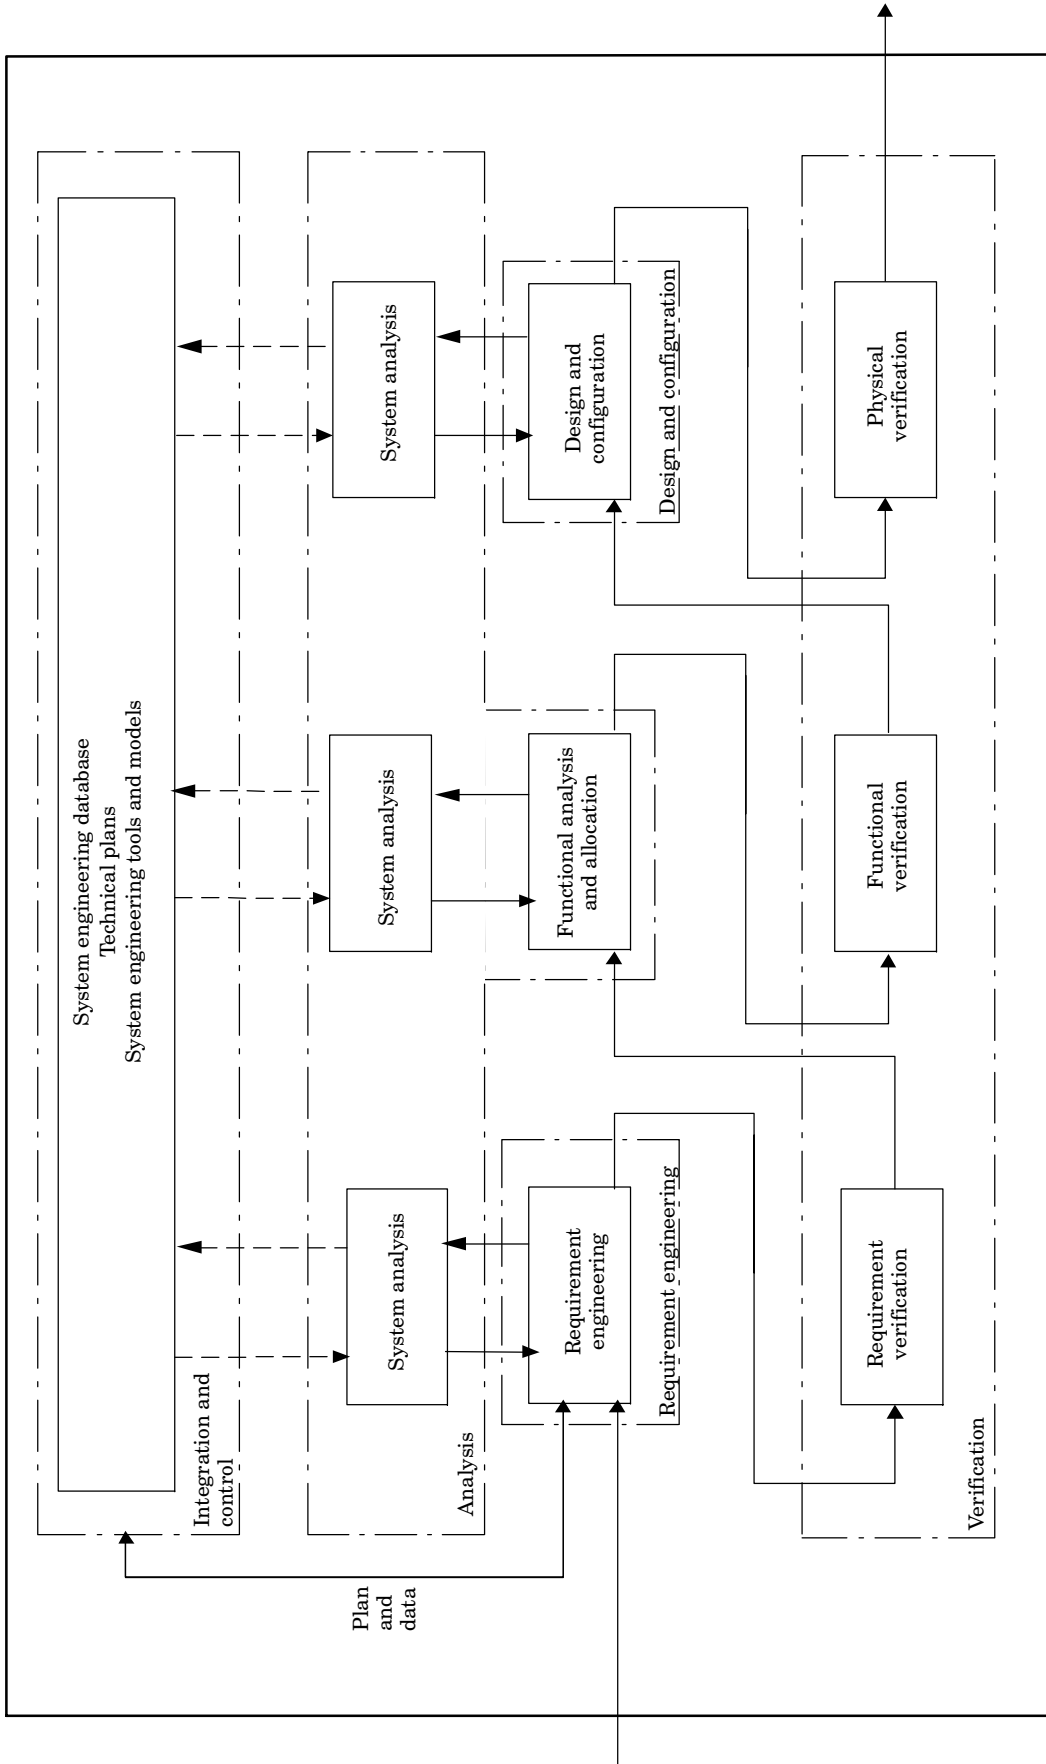 System engineering database
Technical plans
System engineering tools and models
Integration and
control
System analysis
System analysis
System analysis
Analysis
Plan
and
data
Requirement
engineering
Requirement engineering
Functional analysis
and allocation
Design and
configuration
Design and configuration
Requirement
verification
Functional
verification
Physical
verification
Verification